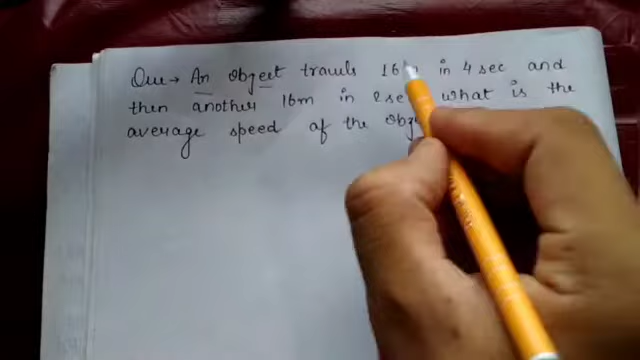 Que → An object travels 16 in 4 sec and
then another 16m in 2sec what is the
average speed of the obj